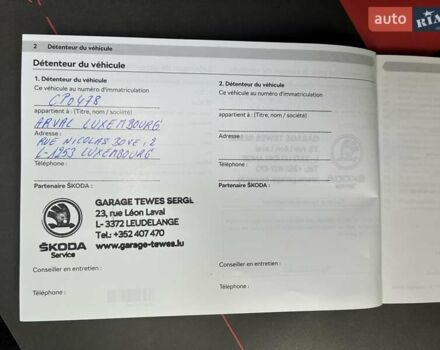 auto RIA
2 Détenteur du véhicule
Détenteur du véhicule
1. Détenteur du véhicule
Ce véhicule au numéro d'immatriculation
CP0478
appartient à : (Titre, nom / société)
ARVAL LUXEMBOURG
Adresse :
RUE NICOLAS BOVE, 2
L-1253 LUXEMBOURG
Téléphone :
Partenaire ŠKODA :
GARAGE TEWES SERGE
23, rue Léon Laval
L- 3372 LEUDELANGE
Tel.: +352 407 470
www.garage-tewes.lu
ŠKODA
Service
Conseiller en entretien :
Téléphone :
2. Détenteur du véhicule
Ce véhicule au numéro d'immatriculation
appartient à : (Titre, nom / société)
Adresse :
Téléphone :
Partenaire ŠKODA :
Conseiller en entretien :
Téléphone :